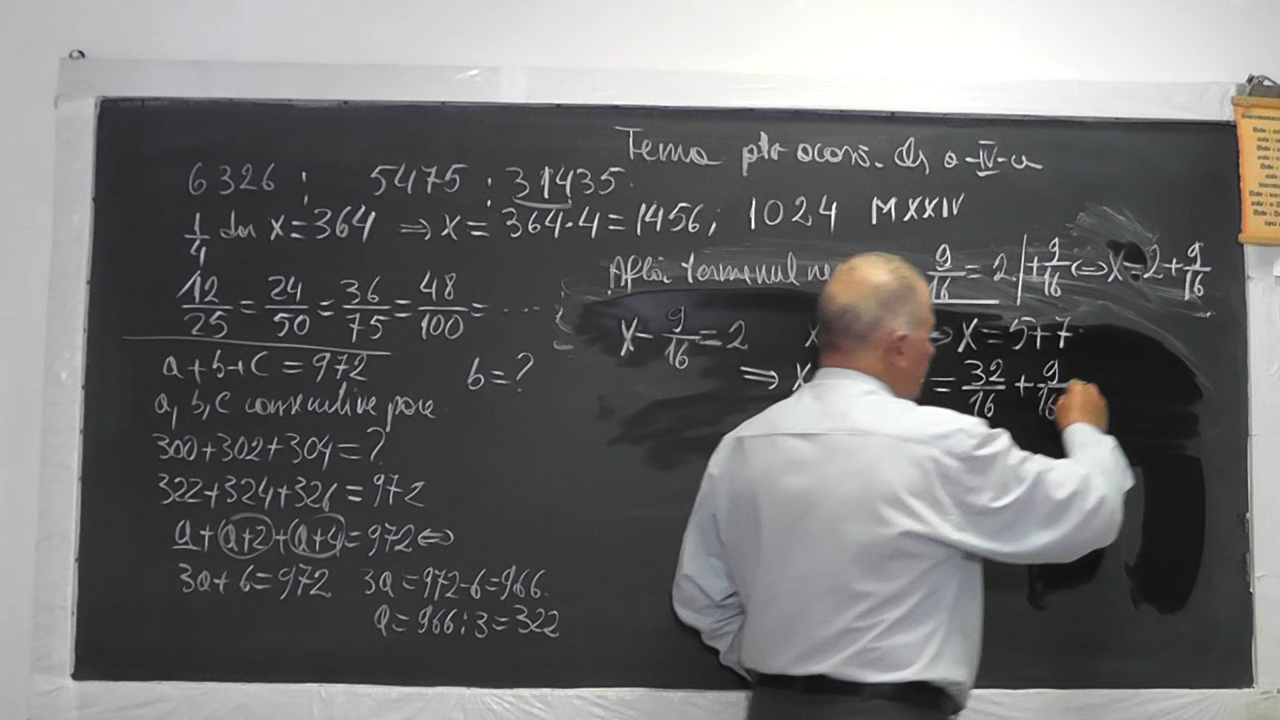 Tema ptr acasă. cls a-IV-a
6326 ; 5475 ; 31435.
1/4 din x=364 ⇒ x=364·4=1456; 1024 MXXIV
12/25=24/50=36/75=48/100=....
a+b+c=972 b=?
a, b, c consecutive pare
300+302+304=?
322+324+326=972
a+(a+2)+(a+4)=972⇔
3a+6=972 3a=972-6=966.
a=966:3=322
Aflați termenul 9/16=2 | +9/16 ⇔ x=2+9/16
x-9/16=2 x ⇒ x=5+7
⇒ x =32/16+9/16